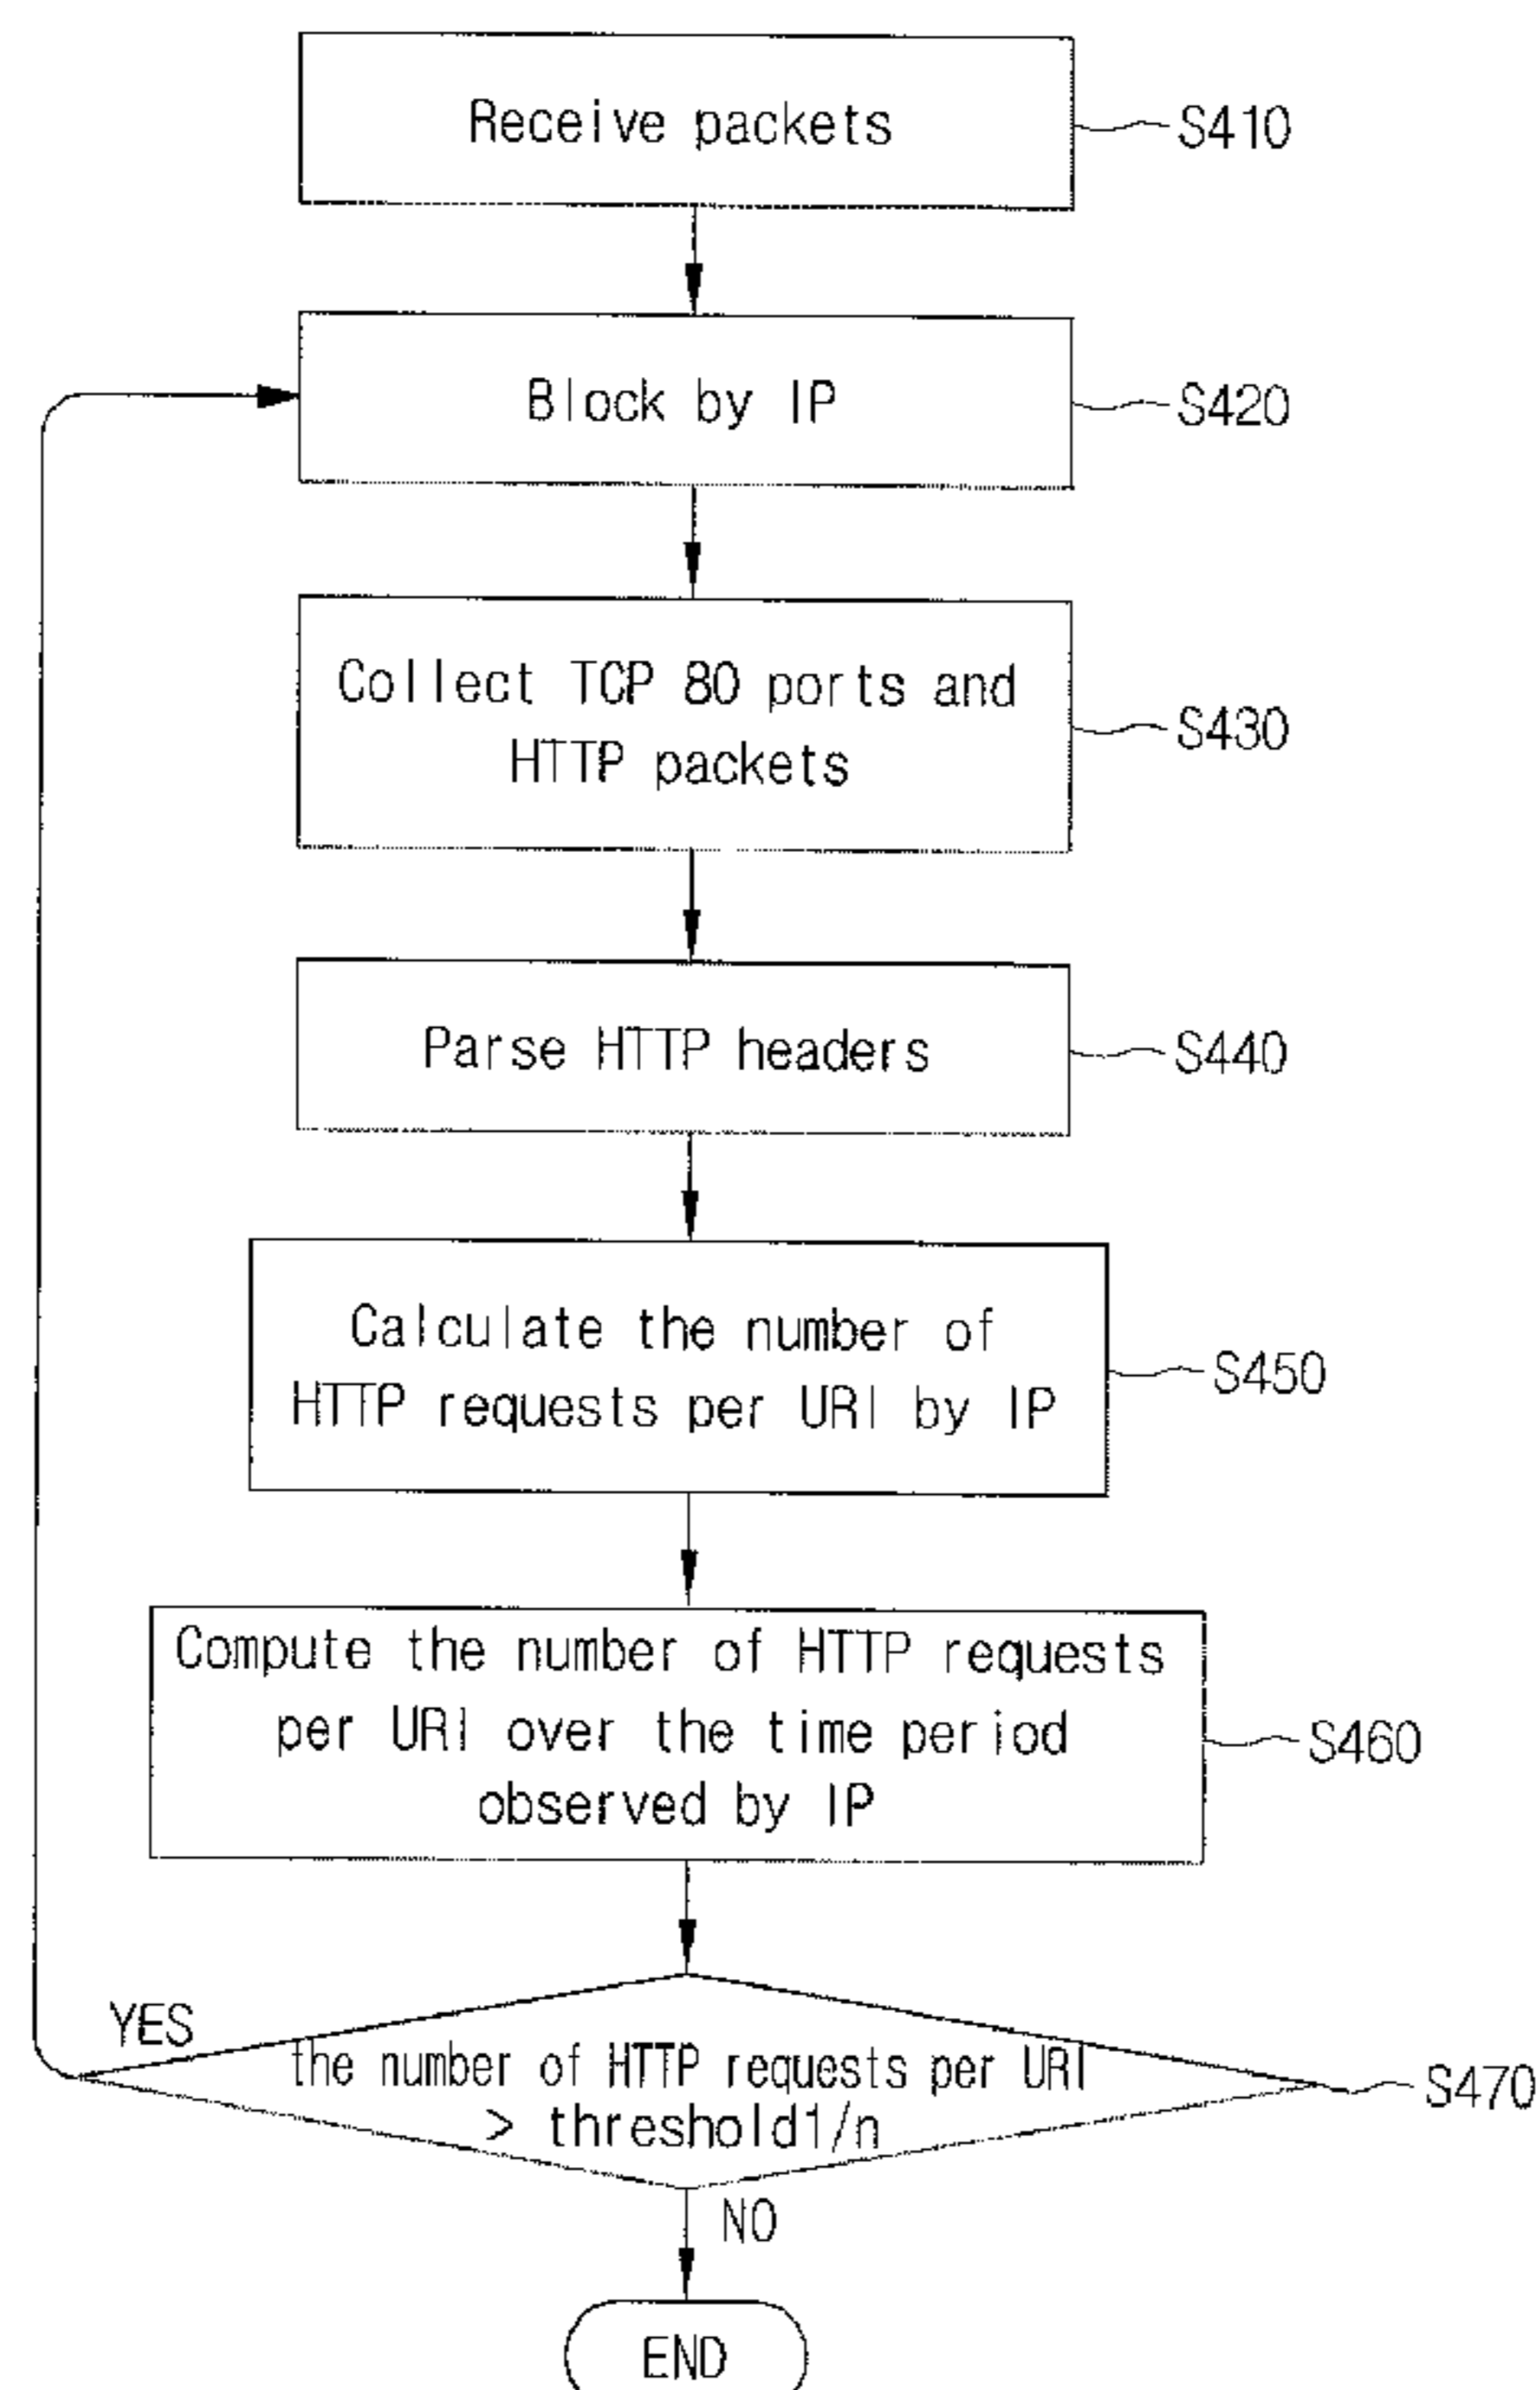 Receive packets
S410
Block by IP
S420
Collect TCP 80 ports and
HTTP packets
S430
Parse HTTP headers
S440
Calculate the number of
HTTP requests per URI by IP
S450
Compute the number of HTTP requests
per URI over the time period
observed by IP
S460
YES
the number of HTTP requests per URI
> threshold1/n
S470
NO
END